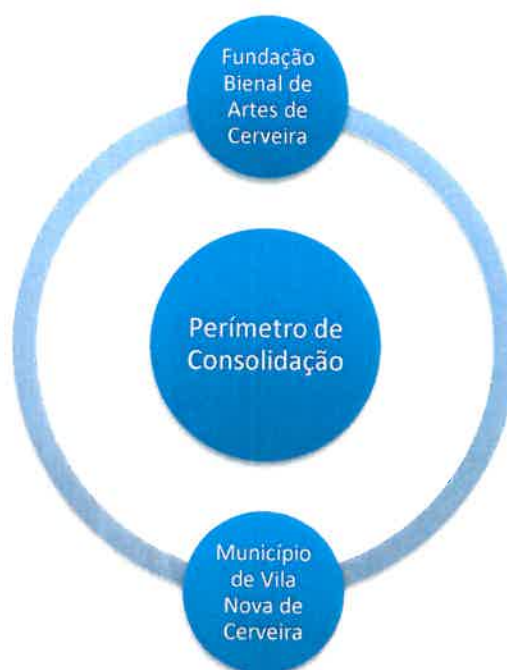 Fundação
Bienal de
Artes de
Cerveira
Perímetro de
Consolidação
Município
de Vila
Nova de
Cerveira